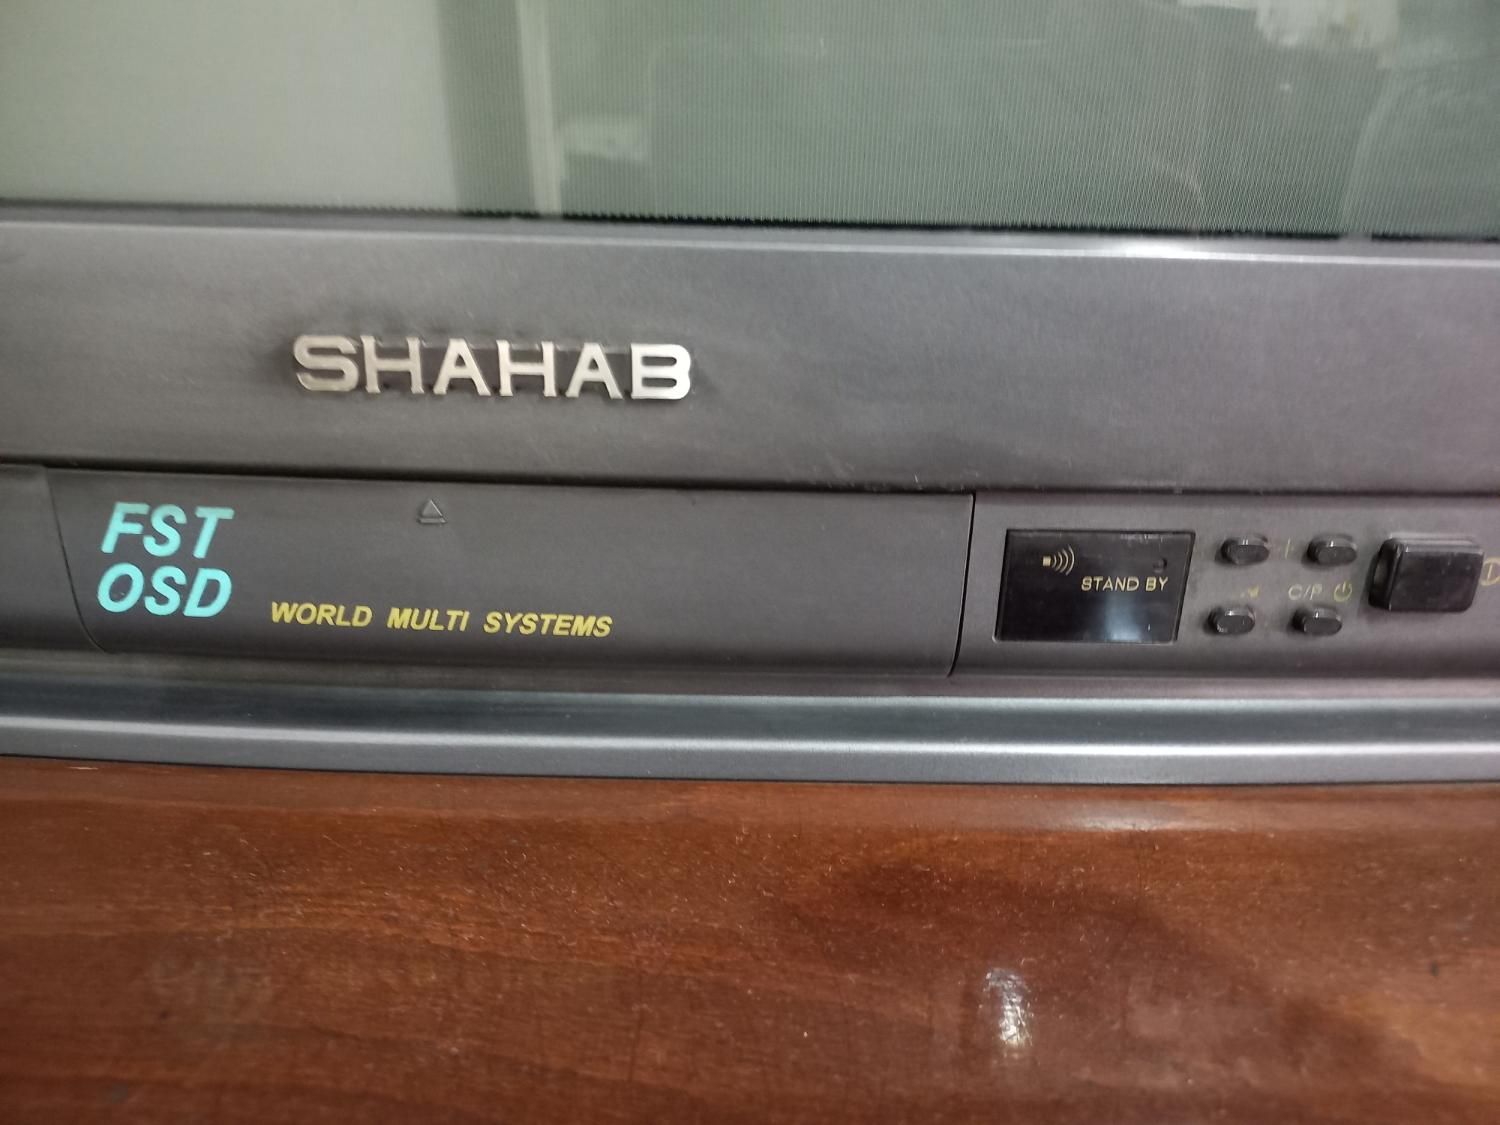 SHAHAB
FST
OSD
WORLD MULTI SYSTEMS
STAND BY
C/P